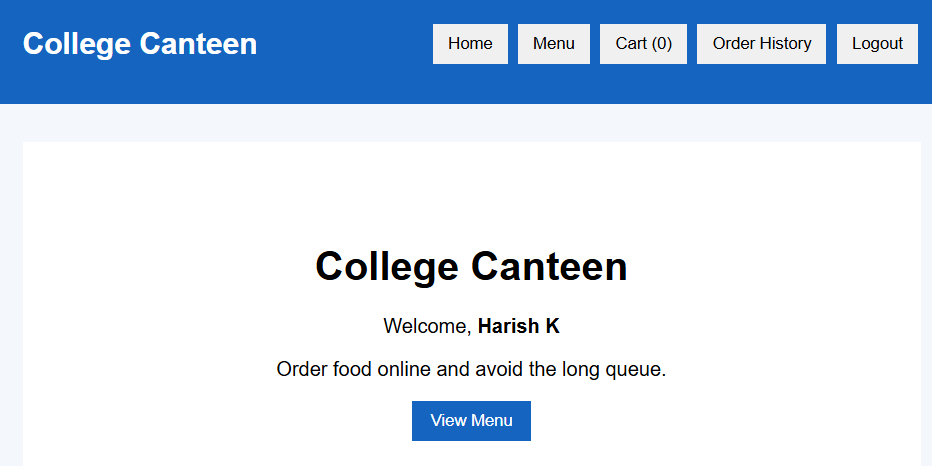 College Canteen
Home Menu Cart (0) Order History Logout
College Canteen
Welcome, Harish K
Order food online and avoid the long queue.
View Menu